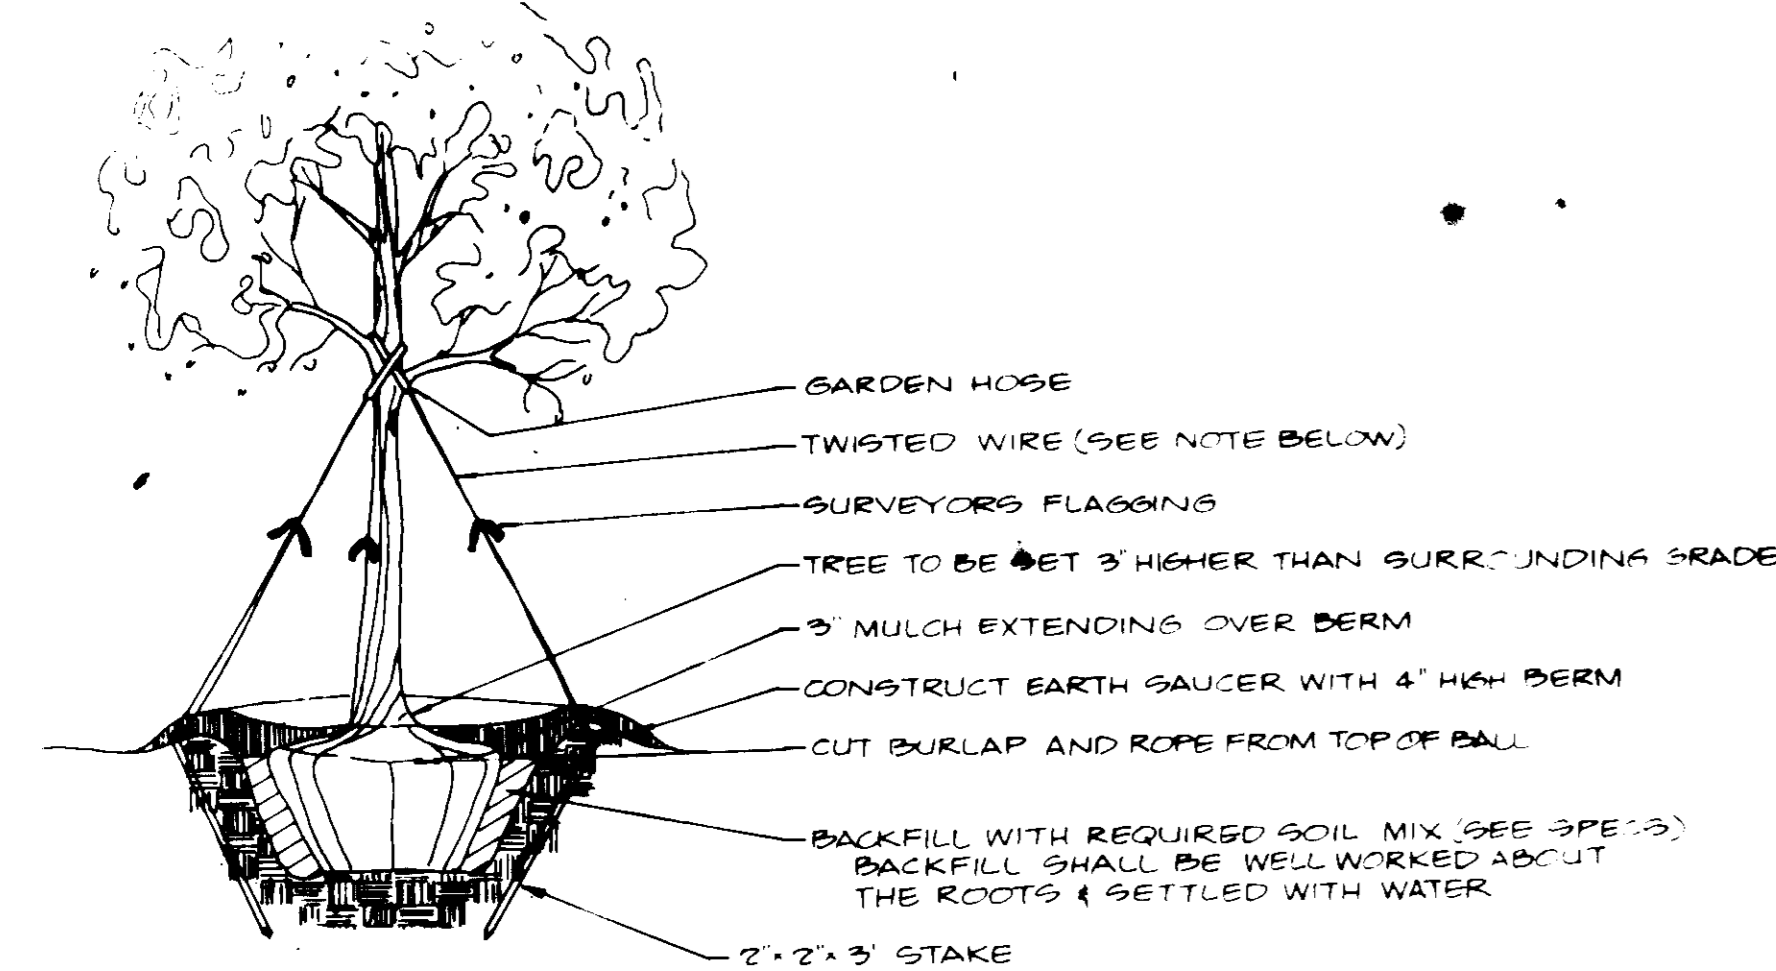 GARDEN HOSE
TWISTED WIRE (SEE NOTE BELOW)
SURVEYORS FLAGGING
TREE TO BE SET 3" HIGHER THAN SURROUNDING GRADE
3" MULCH EXTENDING OVER BERM
CONSTRUCT EARTH SAUCER WITH 4" HIGH BERM
CUT BURLAP AND ROPE FROM TOP OF BALL
BACKFILL WITH REQUIRED SOIL MIX (SEE SPECS)
BACKFILL SHALL BE WELL WORKED ABOUT
THE ROOTS & SETTLED WITH WATER
2"x 2"x 3' STAKE